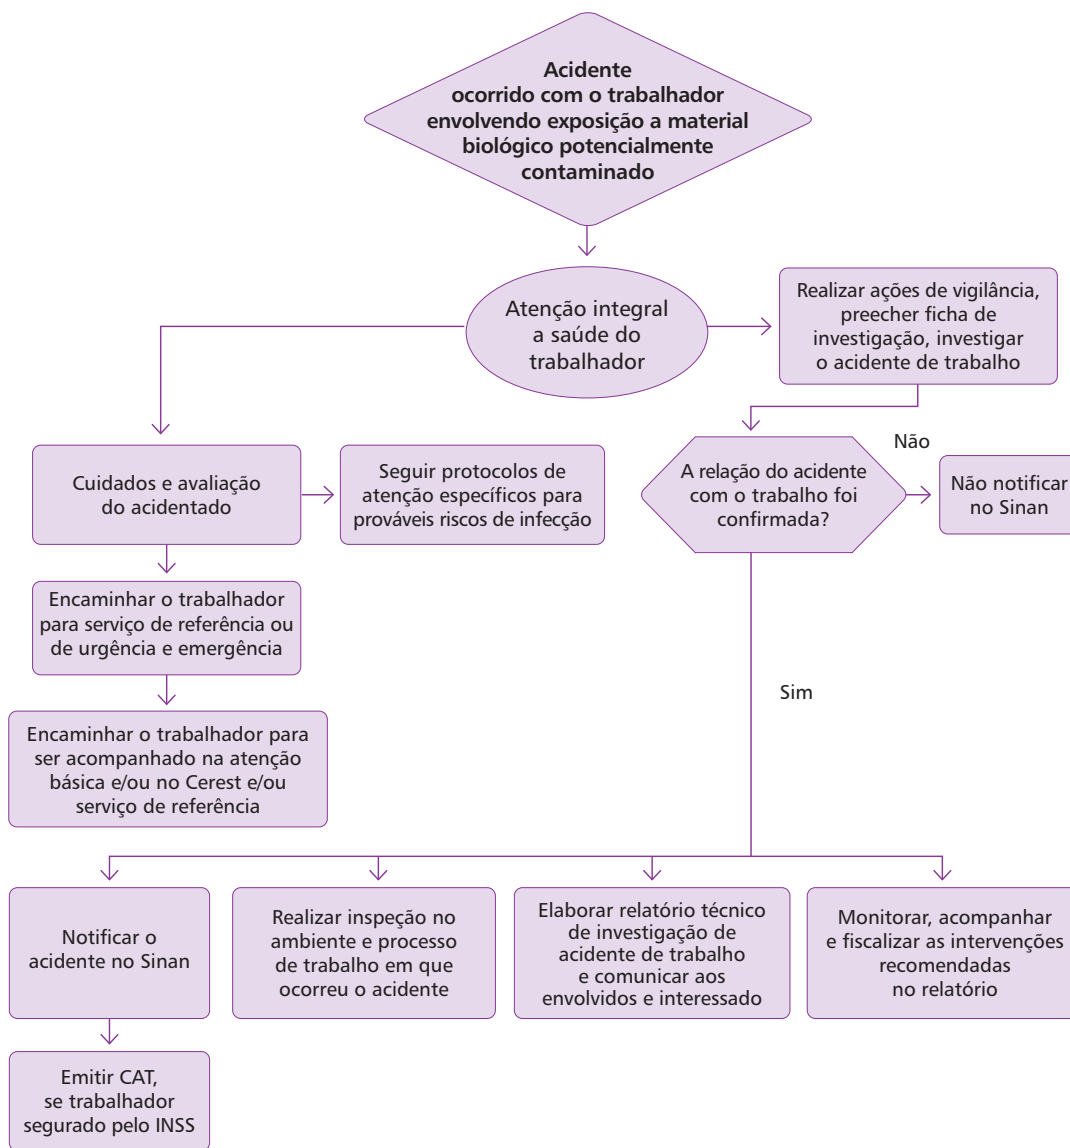 Acidente
ocorrido com o trabalhador
envolvendo exposição a material
biológico potencialmente
contaminado
Atenção integral
a saúde do
trabalhador
Realizar ações de vigilância,
preecher ficha de
investigação, investigar
o acidente de trabalho
Cuidados e avaliação
do acidentado
Seguir protocolos de
atenção específicos para
prováveis riscos de infecção
A relação do acidente
com o trabalho foi
confirmada?
Não
Não notificar
no Sinan
Encaminhar o trabalhador
para serviço de referência ou
de urgência e emergência
Encaminhar o trabalhador para
ser acompanhado na atenção
básica e/ou no Cerest e/ou
serviço de referência
Sim
Notificar o
acidente no Sinan
Realizar inspeção no
ambiente e processo
de trabalho em que
ocorreu o acidente
Elaborar relatório técnico
de investigação de
acidente de trabalho
e comunicar aos
envolvidos e interessado
Monitorar, acompanhar
e fiscalizar as intervenções
recomendadas
no relatório
Emitir CAT,
se trabalhador
segurado pelo INSS